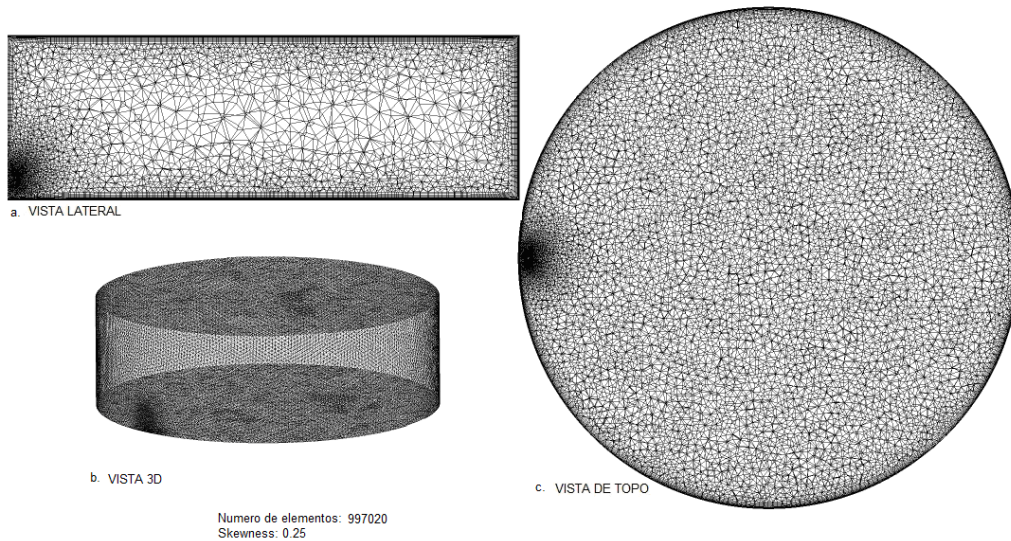 a. VISTA LATERAL
b. VISTA 3D
c. VISTA DE TOPO
Numero de elementos: 997020
Skewness: 0.25